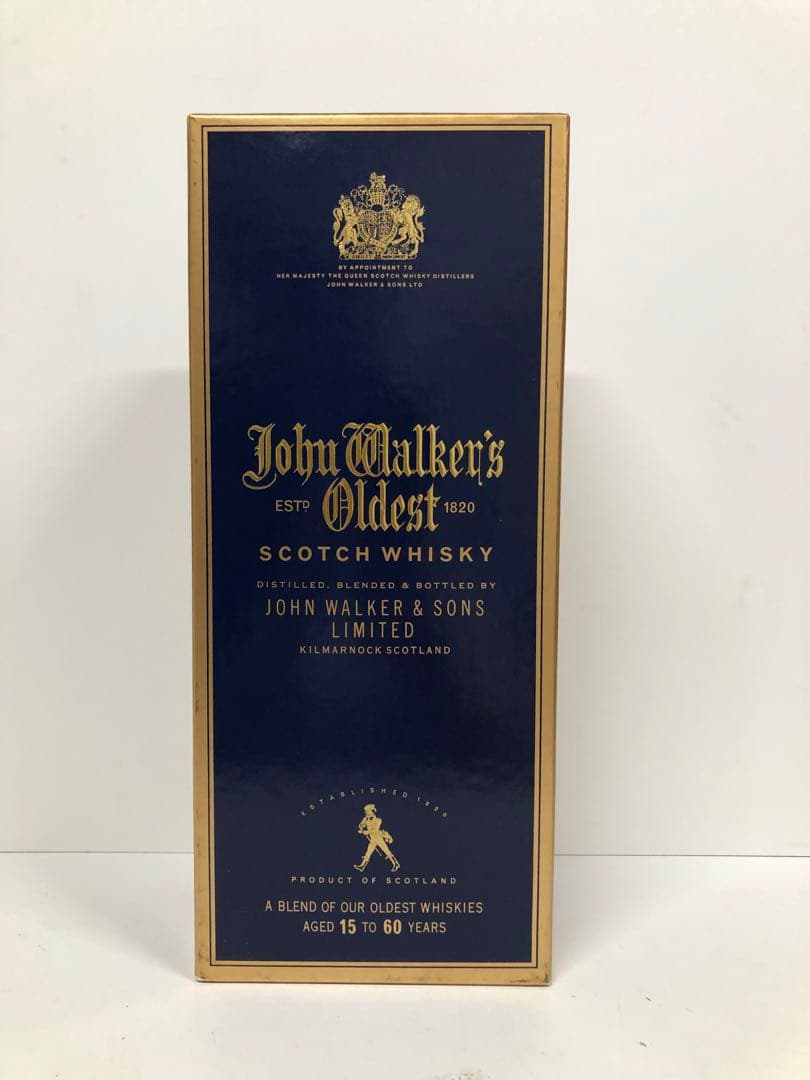 BY APPOINTMENT TO
HER MAJESTY THE QUEEN SCOTCH WHISKY DISTILLERS
JOHN WALKER & SONS LTD
John Walker's
ESTD Oldest 1820
SCOTCH WHISKY
DISTILLED, BLENDED & BOTTLED BY
JOHN WALKER & SONS
LIMITED
KILMARNOCK SCOTLAND
ESTABLISHED 1820
PRODUCT OF SCOTLAND
A BLEND OF OUR OLDEST WHISKIES
AGED 15 TO 60 YEARS